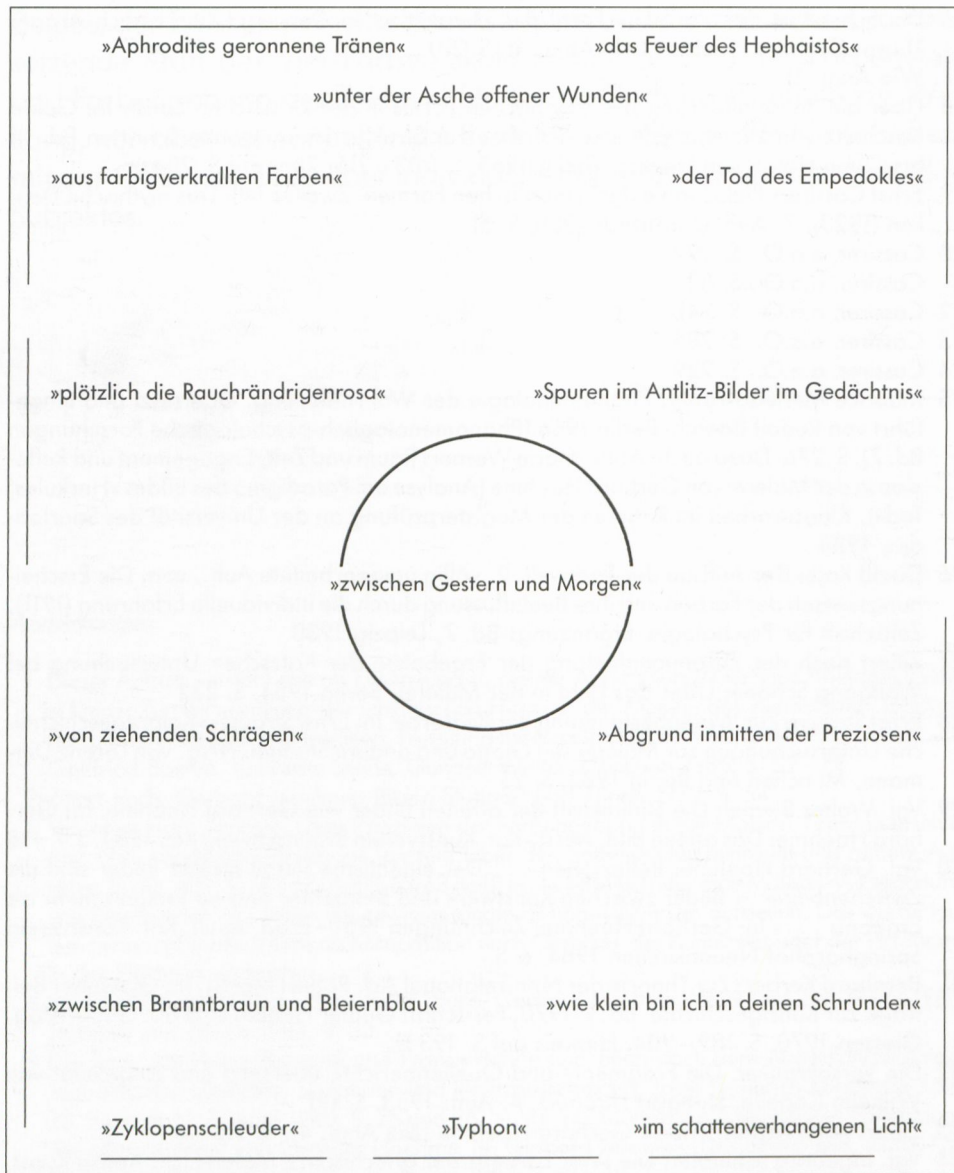 »Aphrodites geronnene Tränen« »das Feuer des Hephaistos«
»unter der Asche offener Wunden«
»aus farbigverkrallten Farben« »der Tod des Empedokles«
»plötzlich die Rauchrändrigenrosa« »Spuren im Antlitz-Bilder im Gedächtnis«
»zwischen Gestern und Morgen«
»von ziehenden Schrägen« »Abgrund inmitten der Preziosen«
»zwischen Branntbraun und Bleiernblau« »wie klein bin ich in deinen Schrunden«
»Zyklopenschleuder« »Typhon« »im schattenverhangenen Licht«